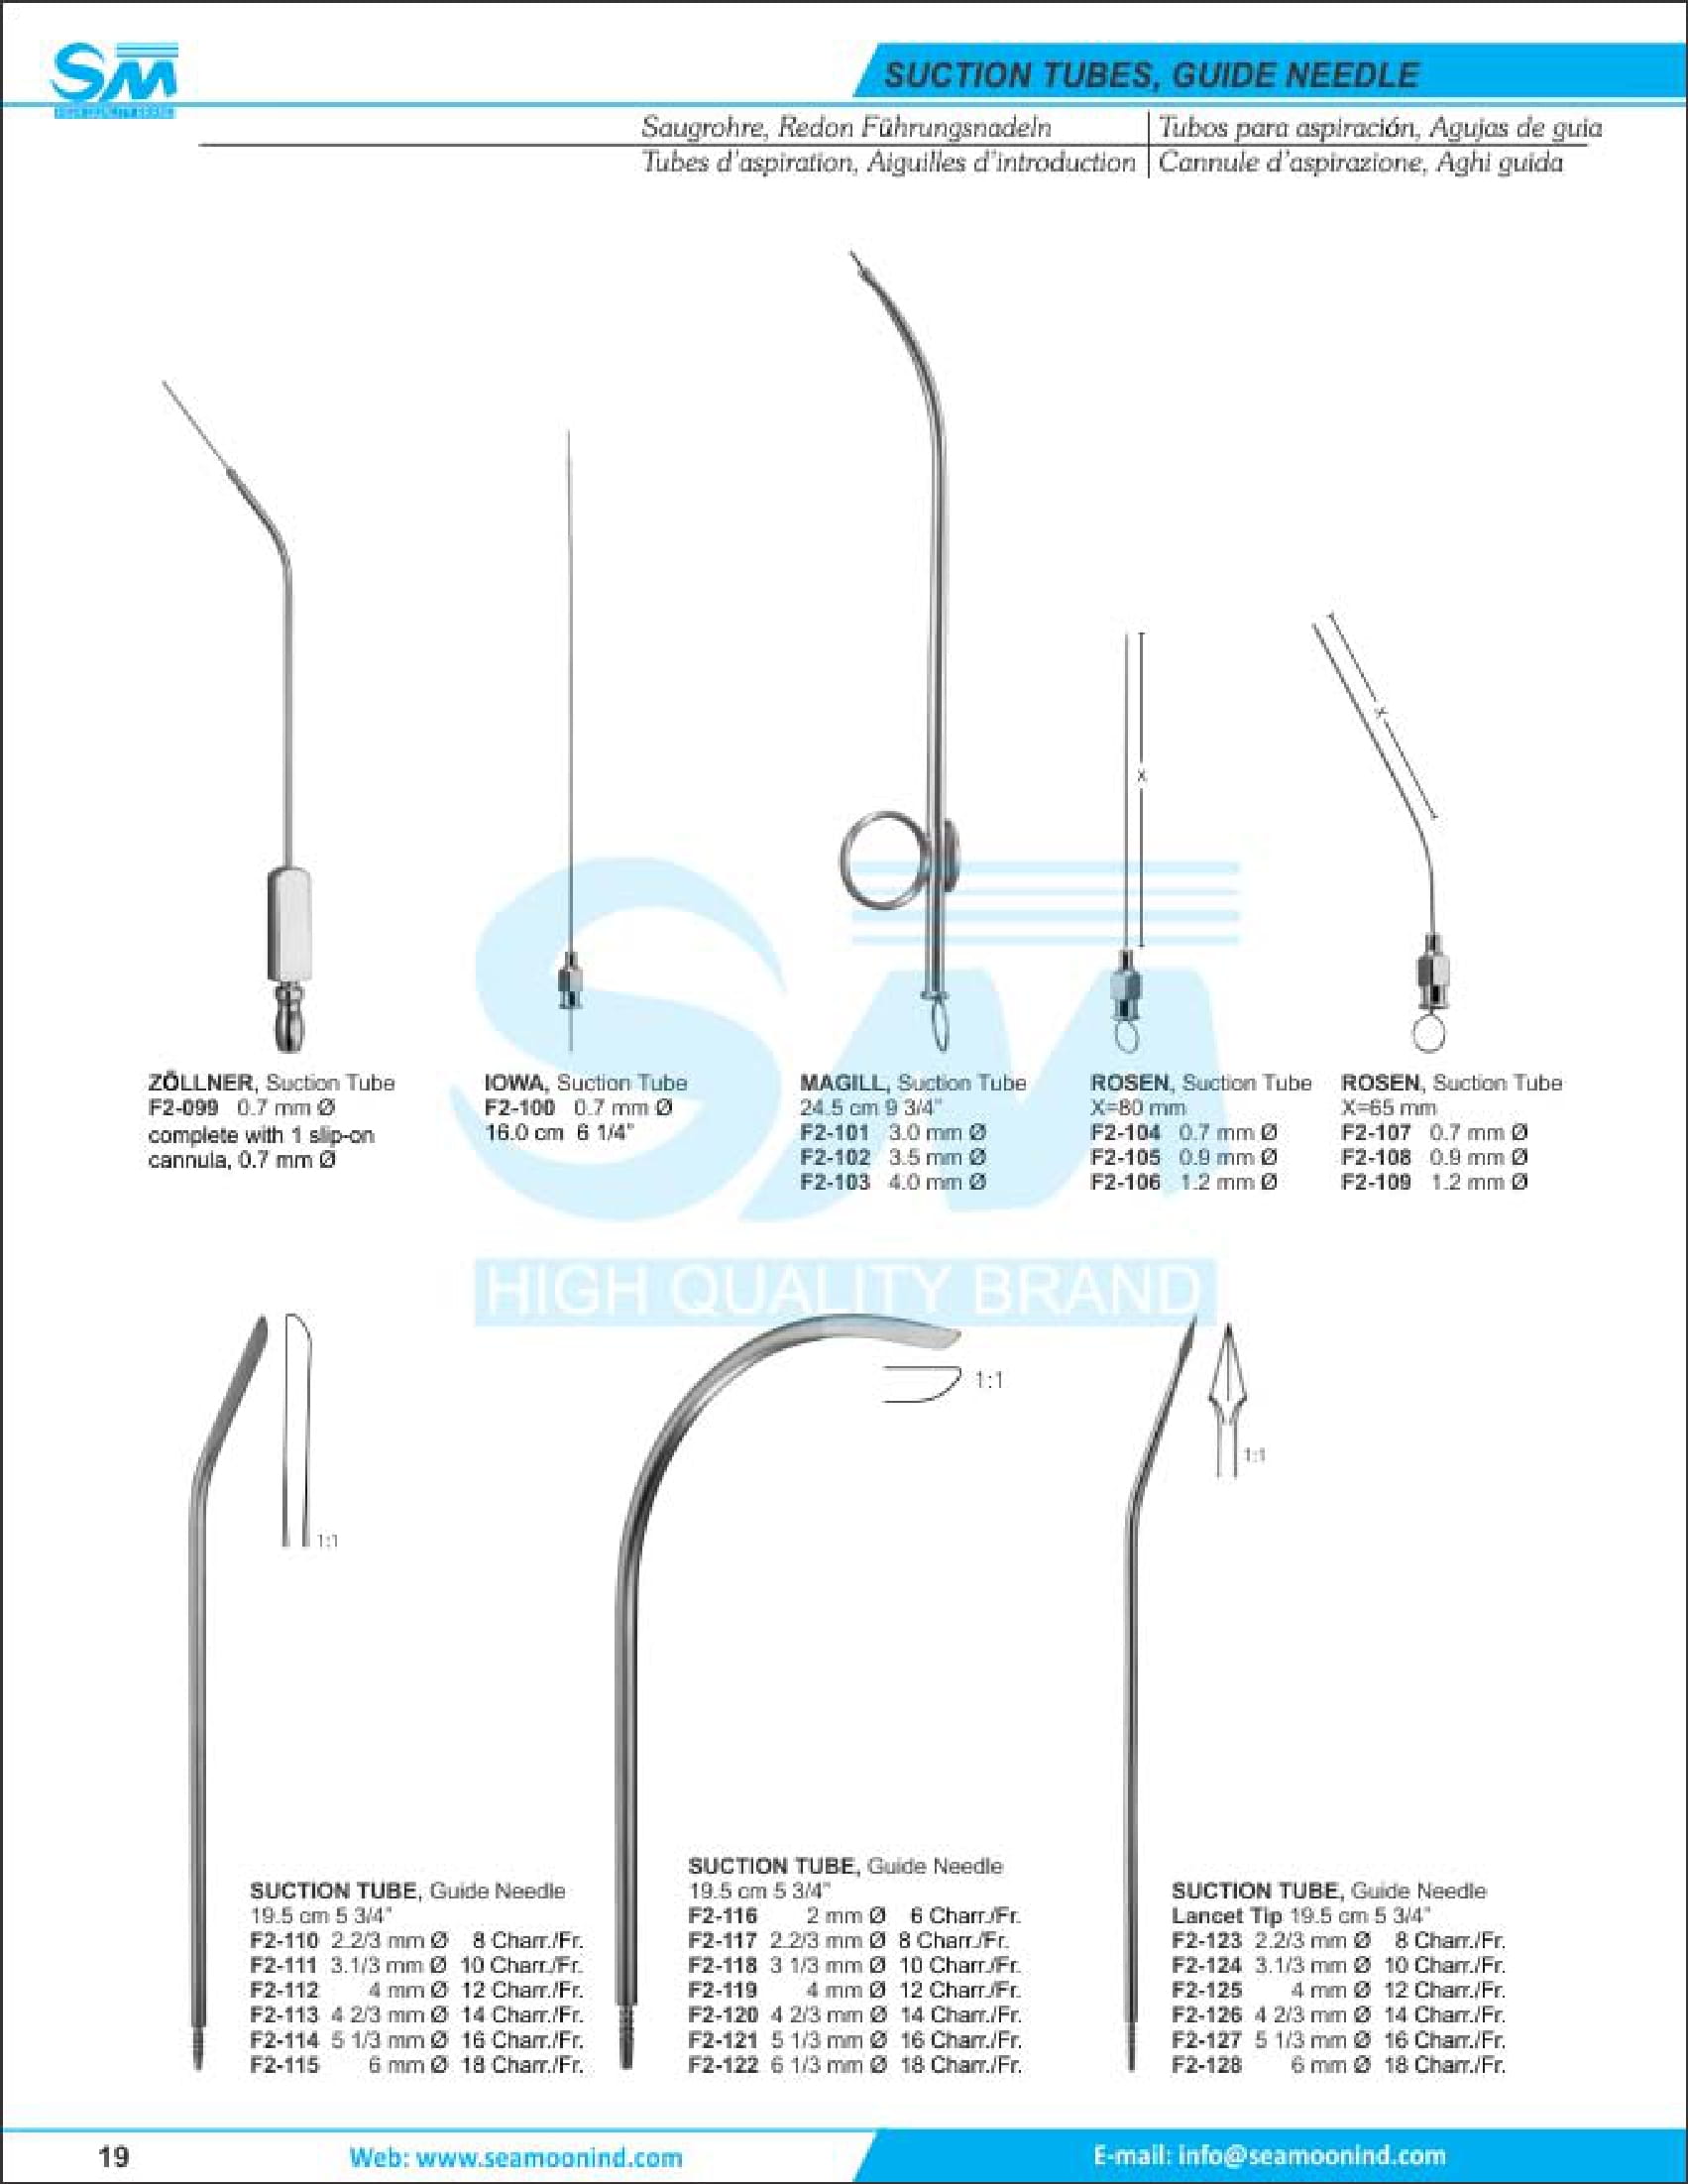 SM
SUCTION TUBES, GUIDE NEEDLE
Saugrohre, Redon Führungsnadeln
Tubes d'aspiration, Aiguilles d'introduction
Tubos para aspiración, Agujas de guia
Cannule d'aspirazione, Aghi guida
X
X
ZÖLLNER, Suction Tube
F2-099 0.7 mm Ø
complete with 1 slip-on
cannula, 0.7 mm Ø
IOWA, Suction Tube
F2-100 0.7 mm Ø
16.0 cm 6 1/4"
MAGILL, Suction Tube
24.5 cm 9 3/4"
F2-101 3.0 mm Ø
F2-102 3.5 mm Ø
F2-103 4.0 mm Ø
ROSEN, Suction Tube
X=80 mm
F2-104 0.7 mm Ø
F2-105 0.9 mm Ø
F2-106 1.2 mm Ø
ROSEN, Suction Tube
X=65 mm
F2-107 0.7 mm Ø
F2-108 0.9 mm Ø
F2-109 1.2 mm Ø
SM
HIGH QUALITY BRAND
1:1
1:1
1:1
SUCTION TUBE, Guide Needle
19.5 cm 5 3/4"
F2-110 2.2/3 mm Ø 8 Charr./Fr.
F2-111 3.1/3 mm Ø 10 Charr./Fr.
F2-112 4 mm Ø 12 Charr./Fr.
F2-113 4 2/3 mm Ø 14 Charr./Fr.
F2-114 5 1/3 mm Ø 16 Charr./Fr.
F2-115 6 mm Ø 18 Charr./Fr.
SUCTION TUBE, Guide Needle
19.5 cm 5 3/4"
F2-116 2 mm Ø 6 Charr./Fr.
F2-117 2.2/3 mm Ø 8 Charr./Fr.
F2-118 3 1/3 mm Ø 10 Charr./Fr.
F2-119 4 mm Ø 12 Charr./Fr.
F2-120 4 2/3 mm Ø 14 Charr./Fr.
F2-121 5 1/3 mm Ø 16 Charr./Fr.
F2-122 6 1/3 mm Ø 18 Charr./Fr.
SUCTION TUBE, Guide Needle
Lancet Tip 19.5 cm 5 3/4"
F2-123 2.2/3 mm Ø 8 Charr./Fr.
F2-124 3.1/3 mm Ø 10 Charr./Fr.
F2-125 4 mm Ø 12 Charr./Fr.
F2-126 4 2/3 mm Ø 14 Charr./Fr.
F2-127 5 1/3 mm Ø 16 Charr./Fr.
F2-128 6 mm Ø 18 Charr./Fr.
19
Web: www.seamoonind.com
E-mail: info@seamoonind.com